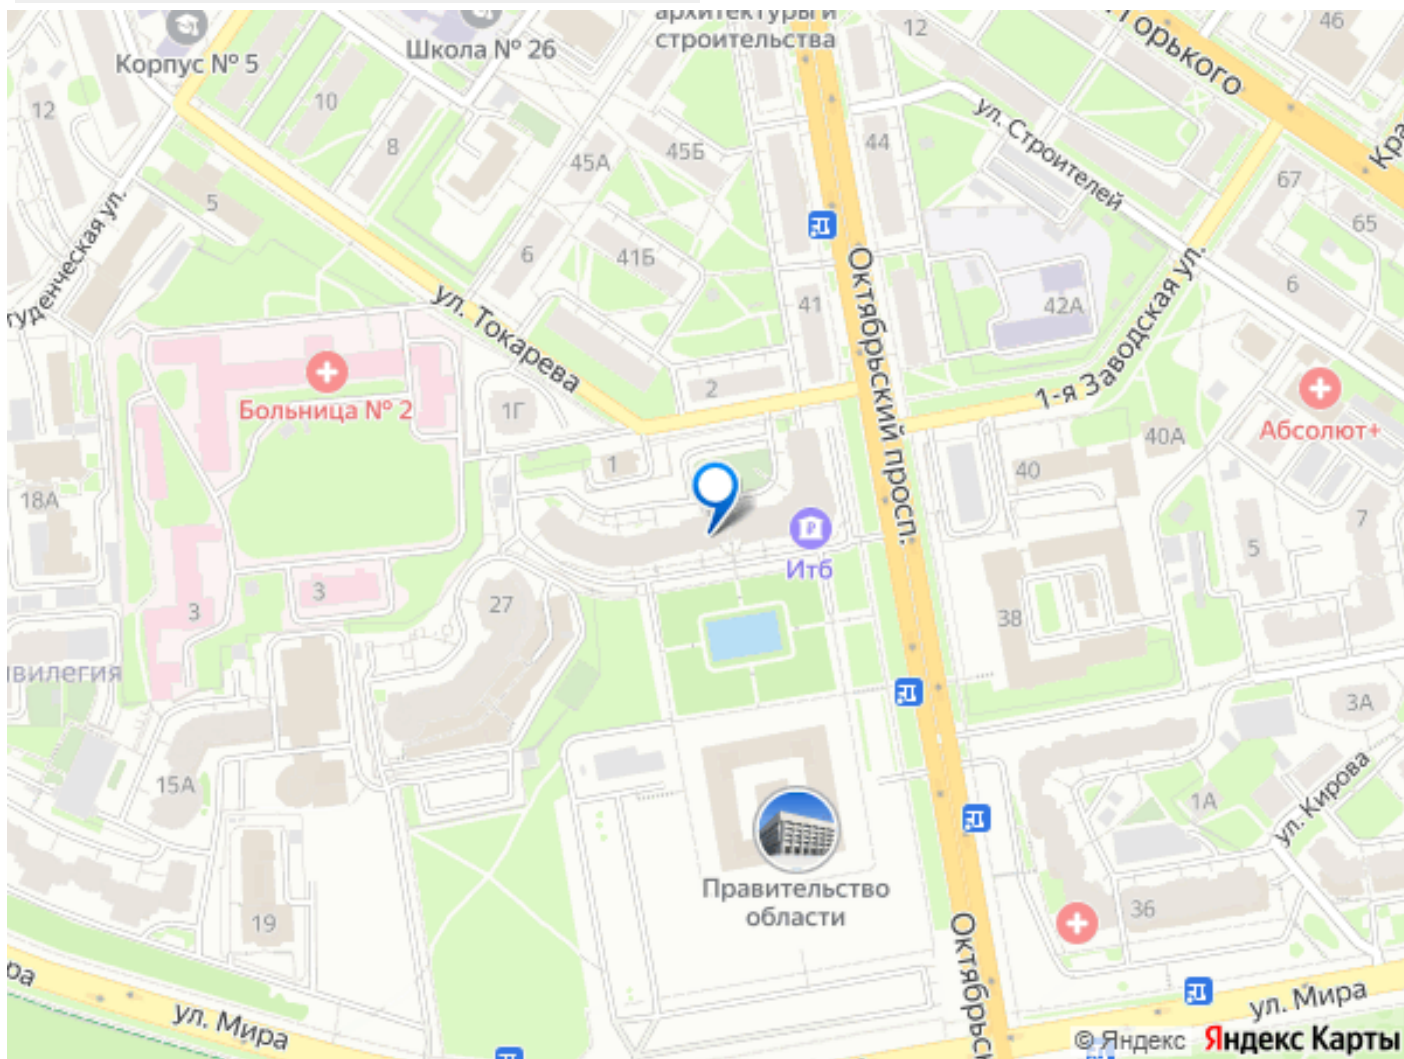 архитектуры и
строительства
12
46
Корпус № 5
Школа № 26
Горького
12
10
8
45А
45Б
44
ул. Строителей
67
65
5
6
41Б
6
Студенческая ул.
ул. Токарева
41
42А
Октябрьский просп.
1-я Заводская ул.
Больница № 2
1Г
2
40А
Абсолют+
1
40
18А
7
5
Итб
3
3
27
38
3А
15А
1А
ул. Кирова
Правительство
области
19
36
ул. Мира
ул. Мира
© Яндекс Яндекс Карты